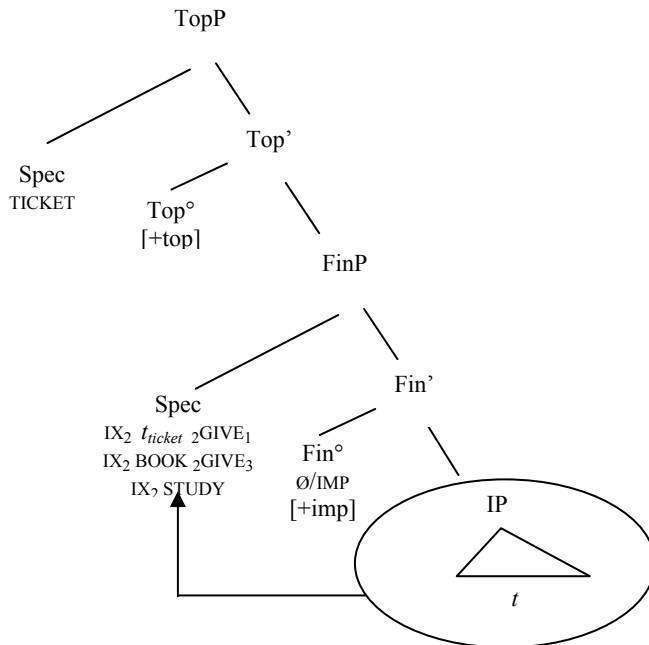 TopP
Top’
Spec
TICKET
Top°
[+top]
FinP
Fin’
Spec
IX₂ t_ticket ₂GIVE₁
IX₂ BOOK ₂GIVE₃
IX₂ STUDY
Fin°
Ø/IMP
[+imp]
IP
t